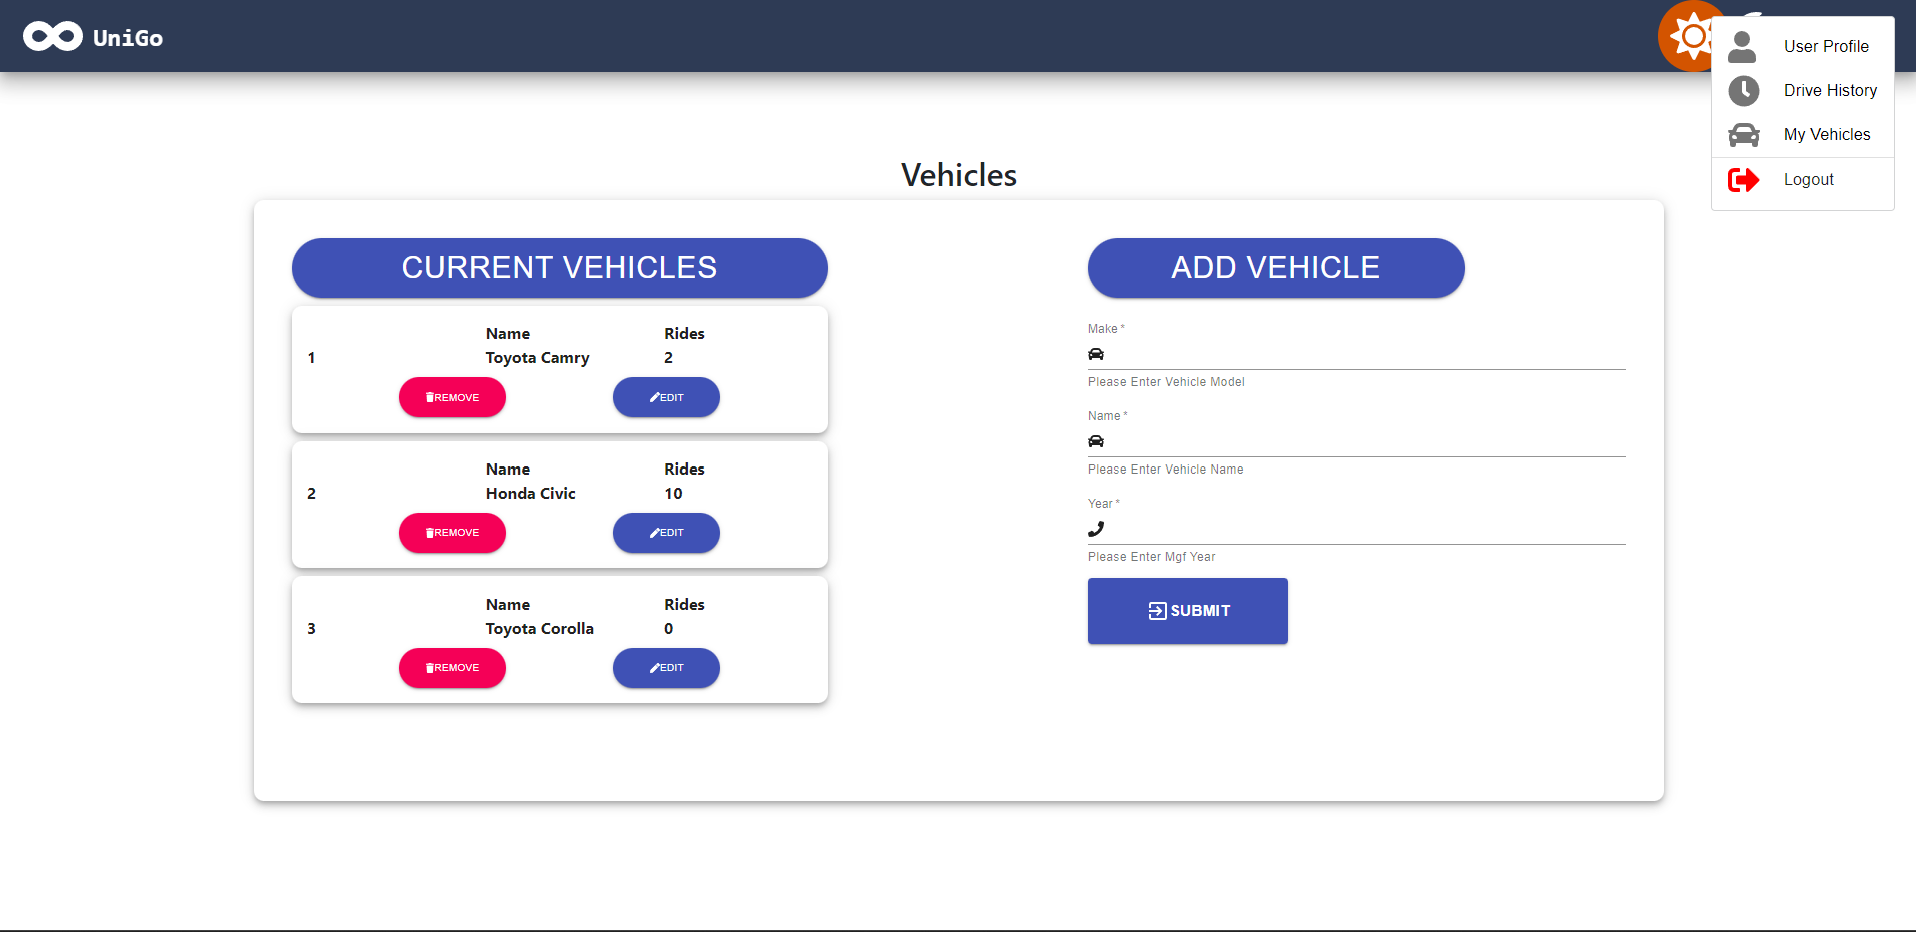 UniGo
User Profile
Drive History
My Vehicles
Logout
Vehicles
CURRENT VEHICLES
Name Rides
1 Toyota Camry 2
REMOVE EDIT
Name Rides
2 Honda Civic 10
REMOVE EDIT
Name Rides
3 Toyota Corolla 0
REMOVE EDIT
ADD VEHICLE
Make *
Please Enter Vehicle Model
Name *
Please Enter Vehicle Name
Year *
Please Enter Mgf Year
SUBMIT